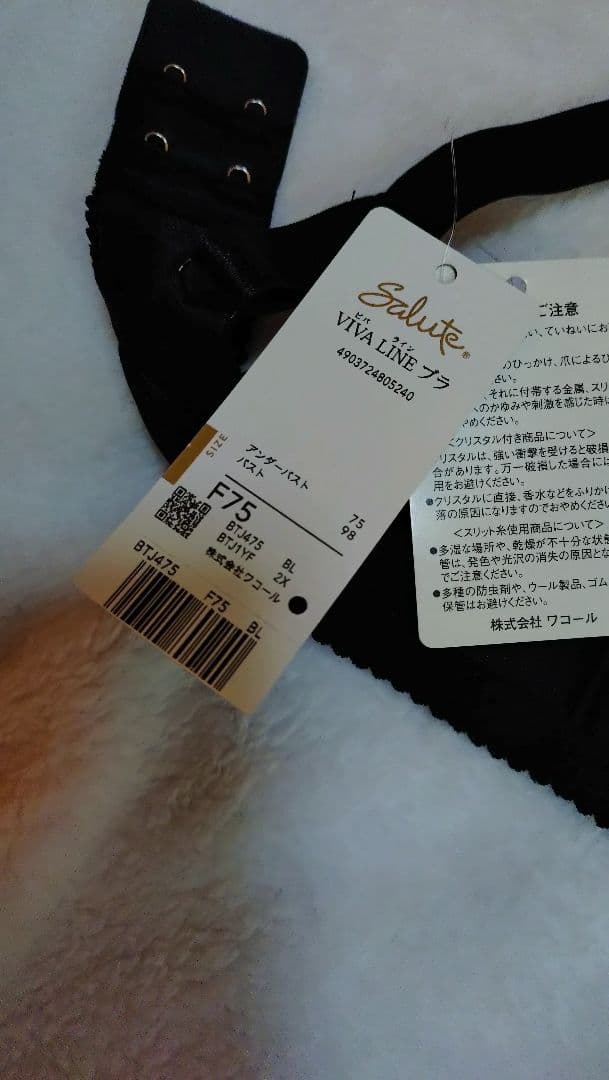 Salute®
ビバ ライン
VIVA LINE ブラ
4903724805240
SIZE
アンダーバスト 75
バスト 98
F75
BTJ475 BL
BTJ1YF 2X
株式会社ワコール
BTJ475 F75 BL
ご注意
い、ていねいにお
のひっかけ、爪によるひ
さい。
それに付帯する金属、スリ
へのかゆみや刺激を感じた時は
やめください。
<クリスタル付き商品について>
リスタルは、強い衝撃を受けると破損
合があります。万一破損した場合には
用をお避けください。
●クリスタルに直接、香水などをふりか
落の原因になりますのでおやめくださ
<スリット糸使用商品について>
●多湿な場所や、乾燥が不十分な状態
管は、発色や光沢の消失の原因とな
でご注意ください。
●多種の防虫剤や、ウール製品、ゴム
保管はお避けください。
株式会社 ワコール